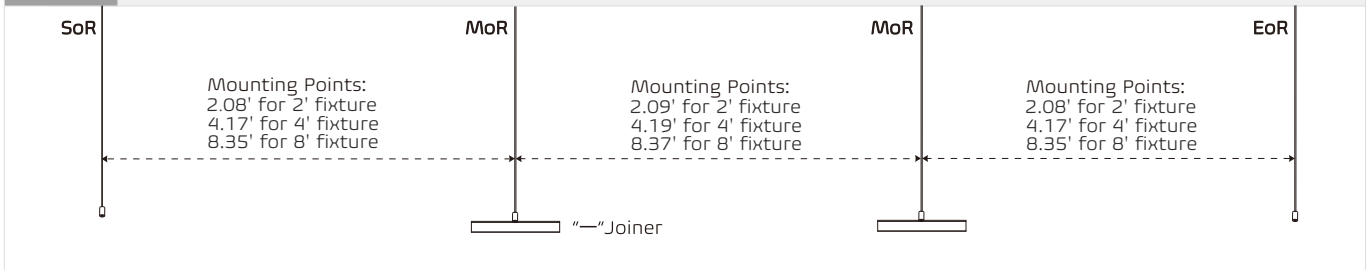 SoR
MoR
MoR
EoR
Mounting Points:
2.08' for 2' fixture
4.17' for 4' fixture
8.35' for 8' fixture
Mounting Points:
2.09' for 2' fixture
4.19' for 4' fixture
8.37' for 8' fixture
Mounting Points:
2.08' for 2' fixture
4.17' for 4' fixture
8.35' for 8' fixture
"—"Joiner